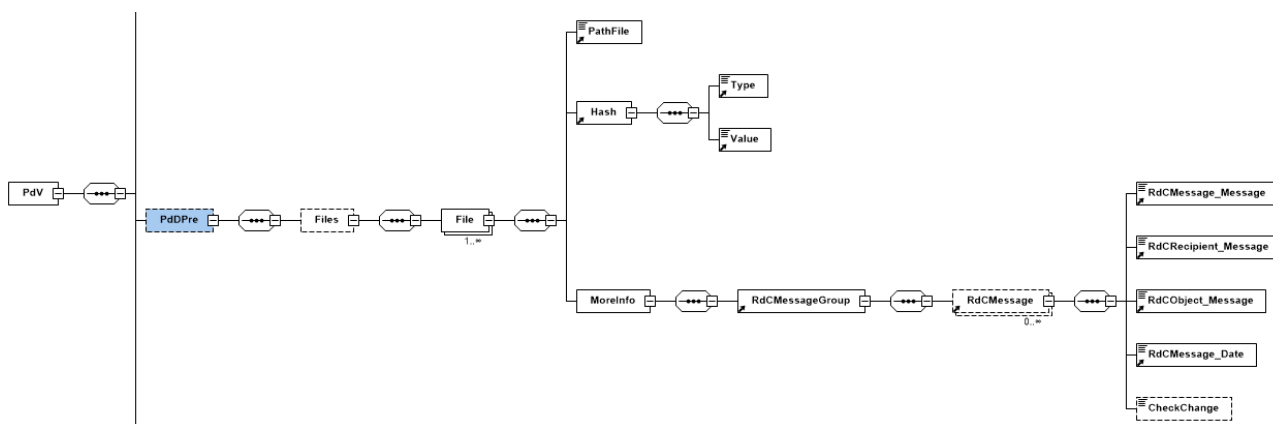 PathFile
Type
Hash
Value
PdV
RdCMessage_Message
PdDPre
Files
File
1..∞
RdCRecipient_Message
MoreInfo
RdCMessageGroup
RdCMessage
0..∞
RdCObject_Message
RdCMessage_Date
CheckChange